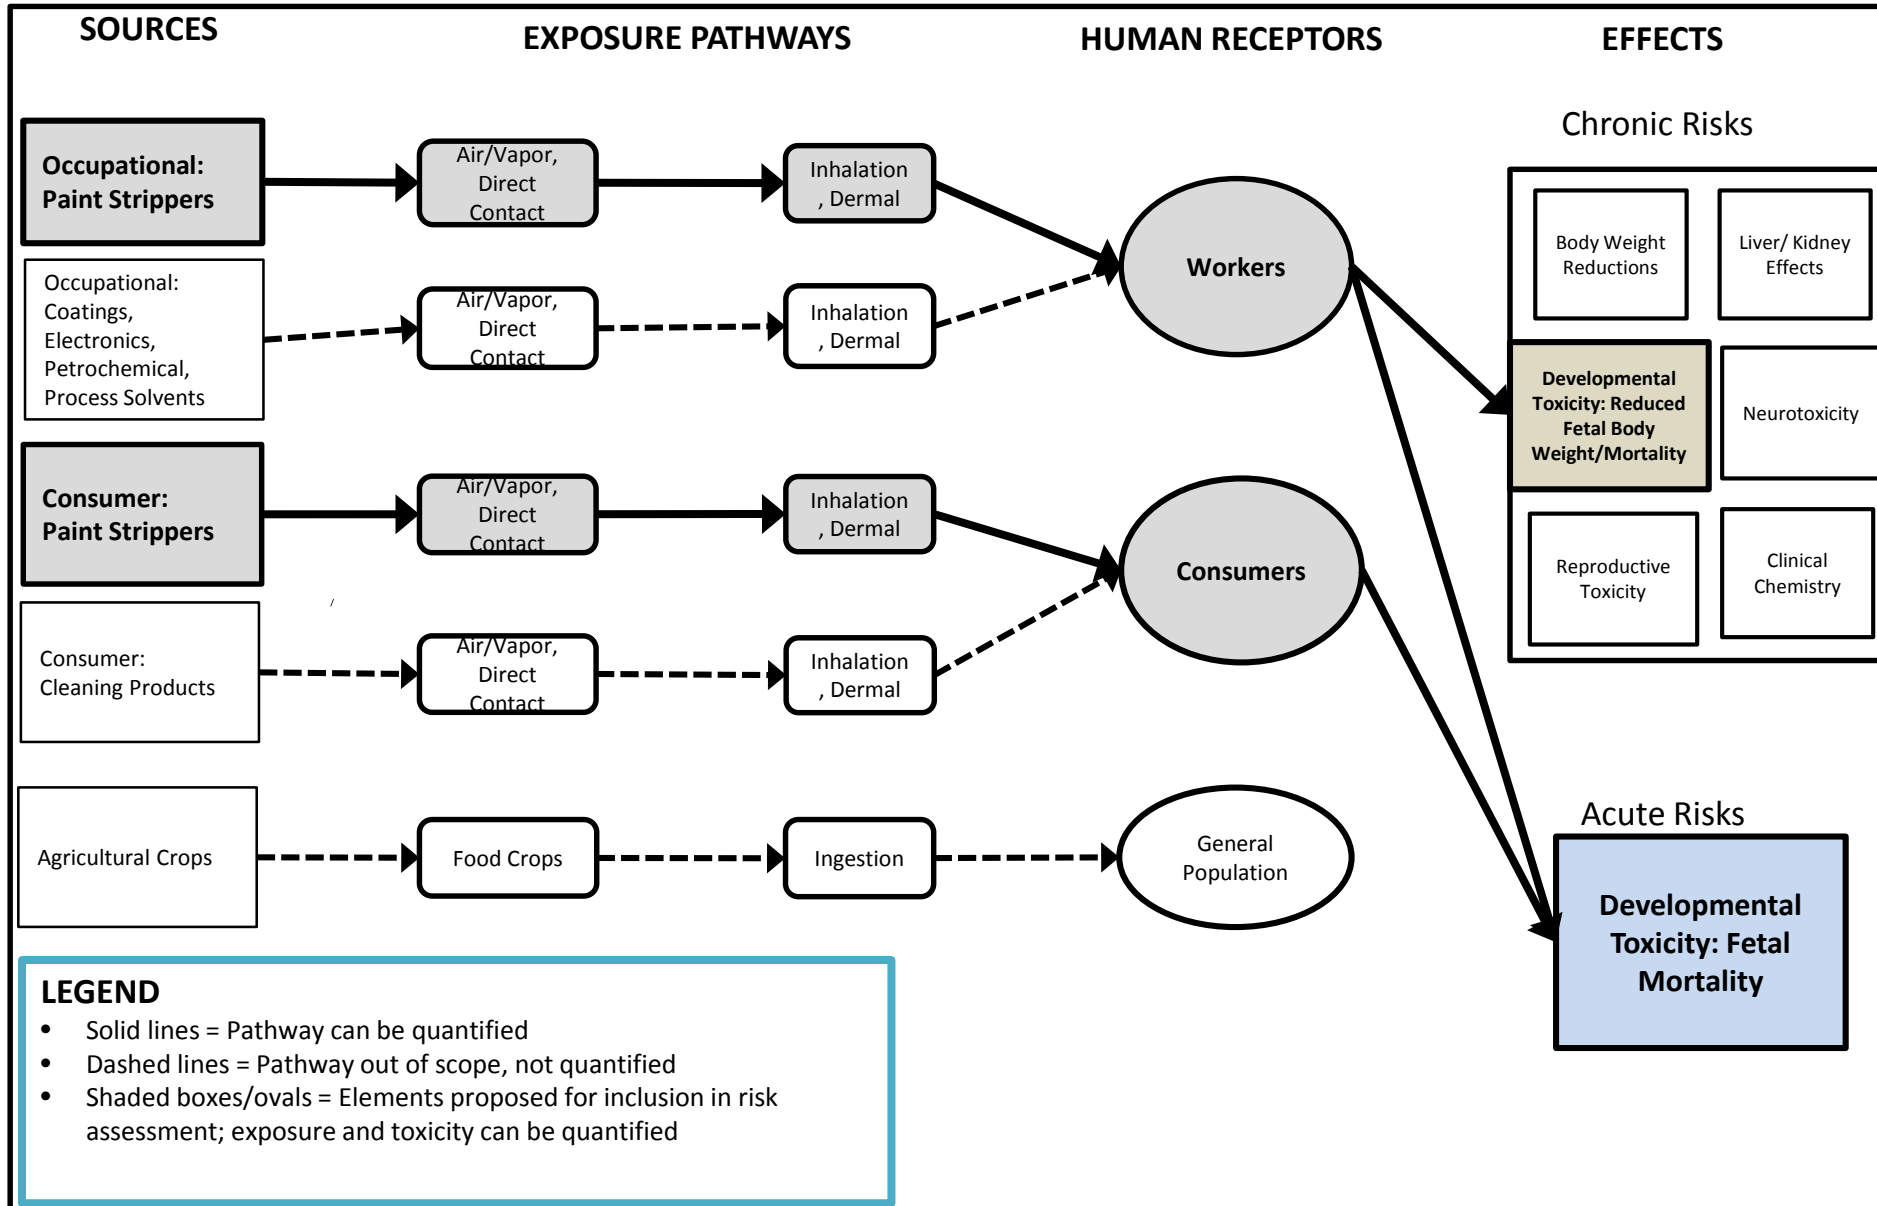 SOURCES
EXPOSURE PATHWAYS
HUMAN RECEPTORS
EFFECTS
Occupational:
Paint Strippers
Air/Vapor,
Direct
Contact
Inhalation
, Dermal
Workers
Occupational:
Coatings,
Electronics,
Petrochemical,
Process Solvents
Air/Vapor,
Direct
Contact
Inhalation
, Dermal
Consumer:
Paint Strippers
Air/Vapor,
Direct
Contact
Inhalation
, Dermal
Consumers
/
Consumer:
Cleaning Products
Air/Vapor,
Direct
Contact
Inhalation
, Dermal
Agricultural Crops
Food Crops
Ingestion
General
Population
Chronic Risks
Body Weight
Reductions
Liver/ Kidney
Effects
Developmental
Toxicity: Reduced
Fetal Body
Weight/Mortality
Neurotoxicity
Reproductive
Toxicity
Clinical
Chemistry
Acute Risks
Developmental
Toxicity: Fetal
Mortality
LEGEND
• Solid lines = Pathway can be quantified
• Dashed lines = Pathway out of scope, not quantified
• Shaded boxes/ovals = Elements proposed for inclusion in risk
assessment; exposure and toxicity can be quantified